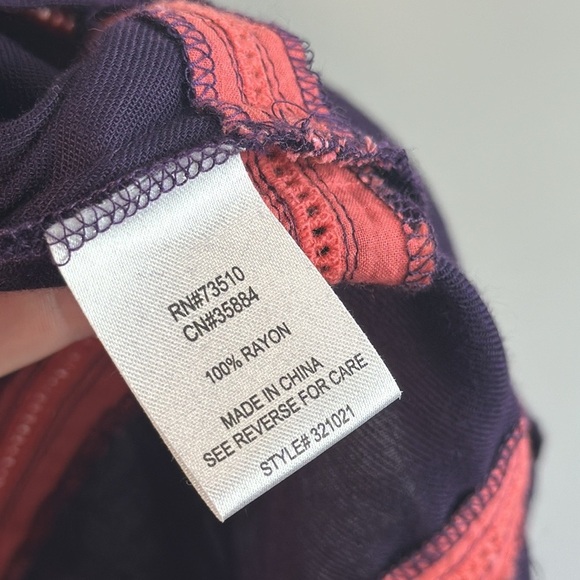 RN#73510
CN#35884
100% RAYON
MADE IN CHINA
SEE REVERSE FOR CARE
STYLE# 321021